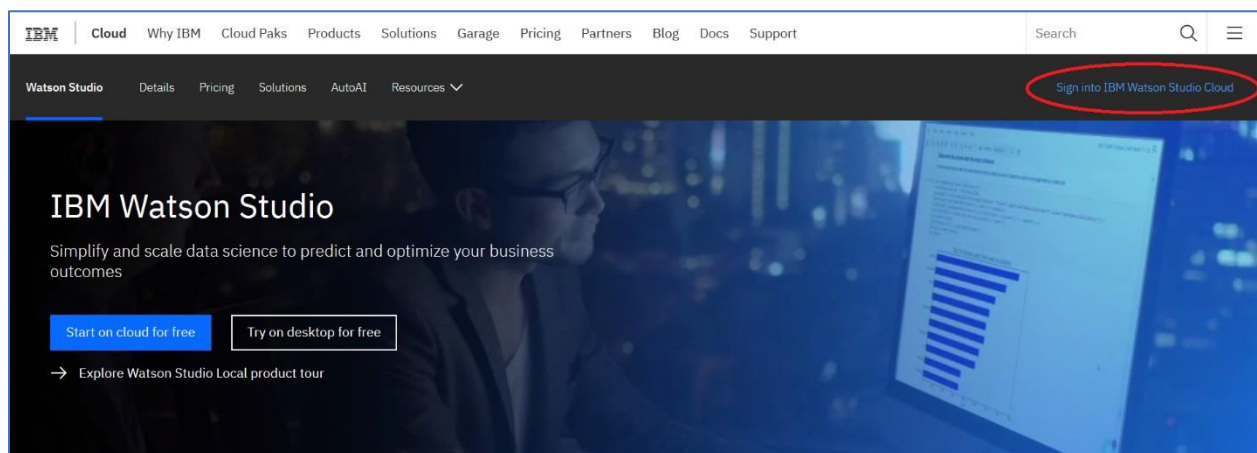 IBM Cloud Why IBM Cloud Paks Products Solutions Garage Pricing Partners Blog Docs Support Search
Watson Studio Details Pricing Solutions AutoAI Resources Sign into IBM Watson Studio Cloud
IBM Watson Studio
Simplify and scale data science to predict and optimize your business
outcomes
Start on cloud for free Try on desktop for free
→ Explore Watson Studio Local product tour